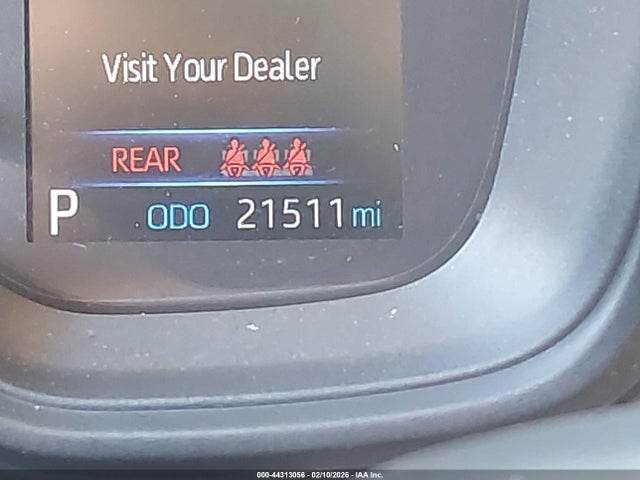 Visit Your Dealer
REAR
P ODO 21511 mi
000-44313056 - 02/10/2026 - IAA Inc.